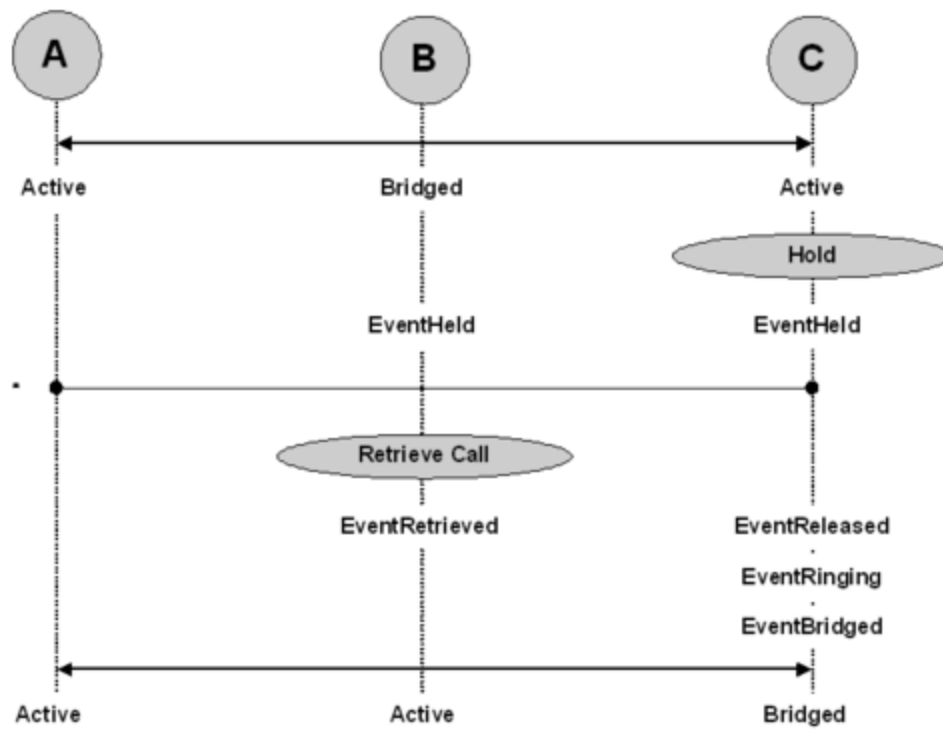 A B C
Active Bridged Active
Hold
EventHeld EventHeld
Retrieve Call
EventRetrieved EventReleased
EventRinging
EventBridged
Active Active Bridged